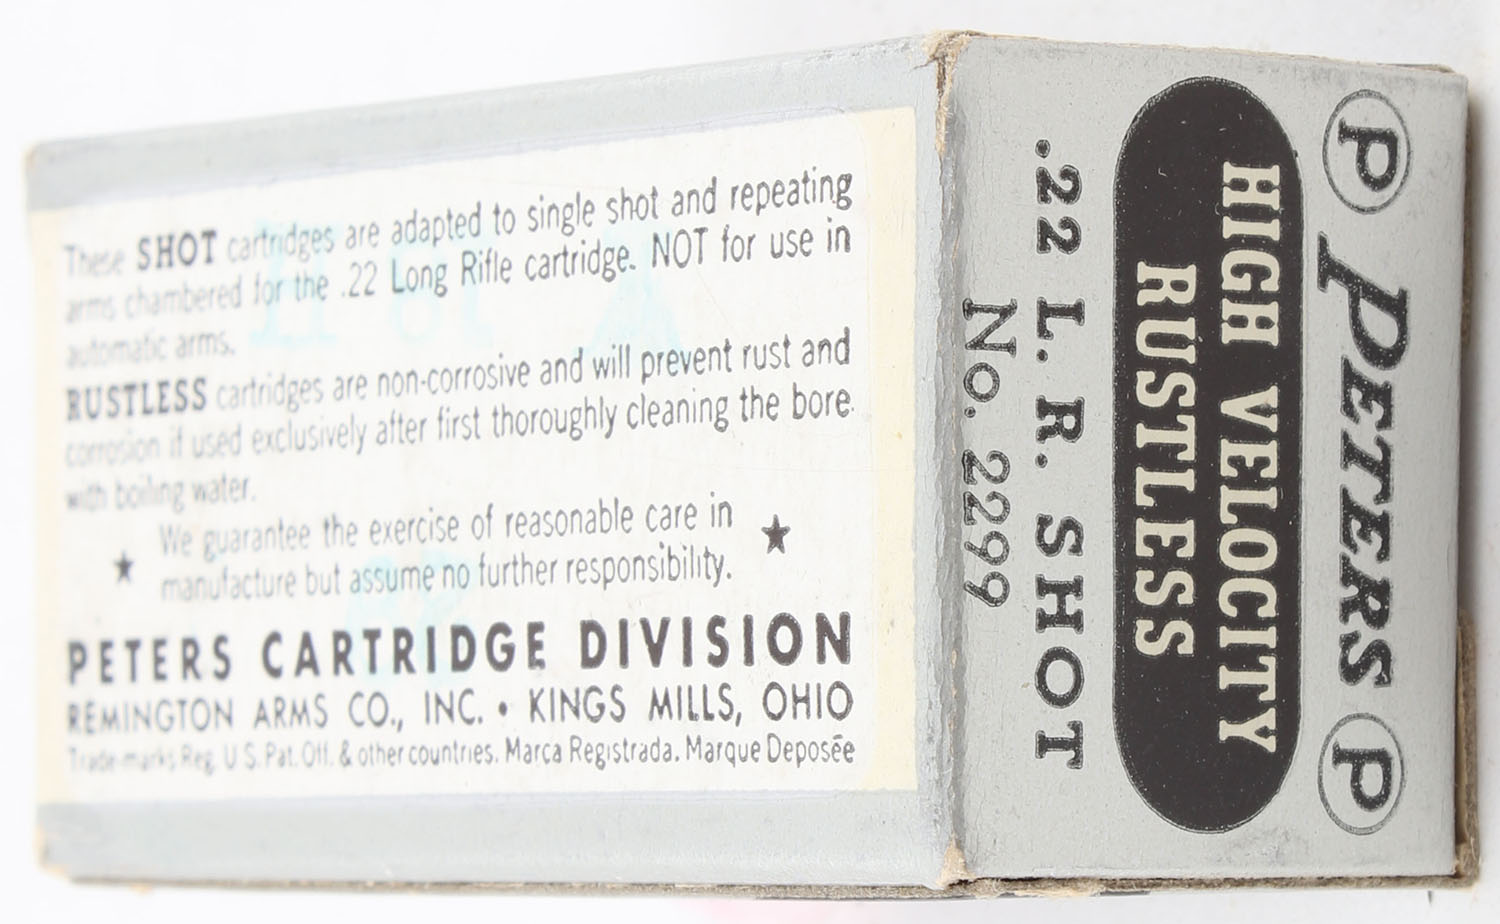 These SHOT cartridges are adapted to single shot and repeating
arms chambered for the .22 Long Rifle cartridge. NOT for use in
automatic arms.
RUSTLESS cartridges are non-corrosive and will prevent rust and
corrosion if used exclusively after first thoroughly cleaning the bore
with boiling water.
We guarantee the exercise of reasonable care in
manufacture but assume no further responsibility.
PETERS CARTRIDGE DIVISION
REMINGTON ARMS CO., INC. • KINGS MILLS, OHIO
Trade-marks Reg. U.S. Pat. Off. & other countries. Marca Registrada. Marque Deposée
P PETERS P
HIGH VELOCITY
RUSTLESS
.22 L. R. SHOT
No. 2299